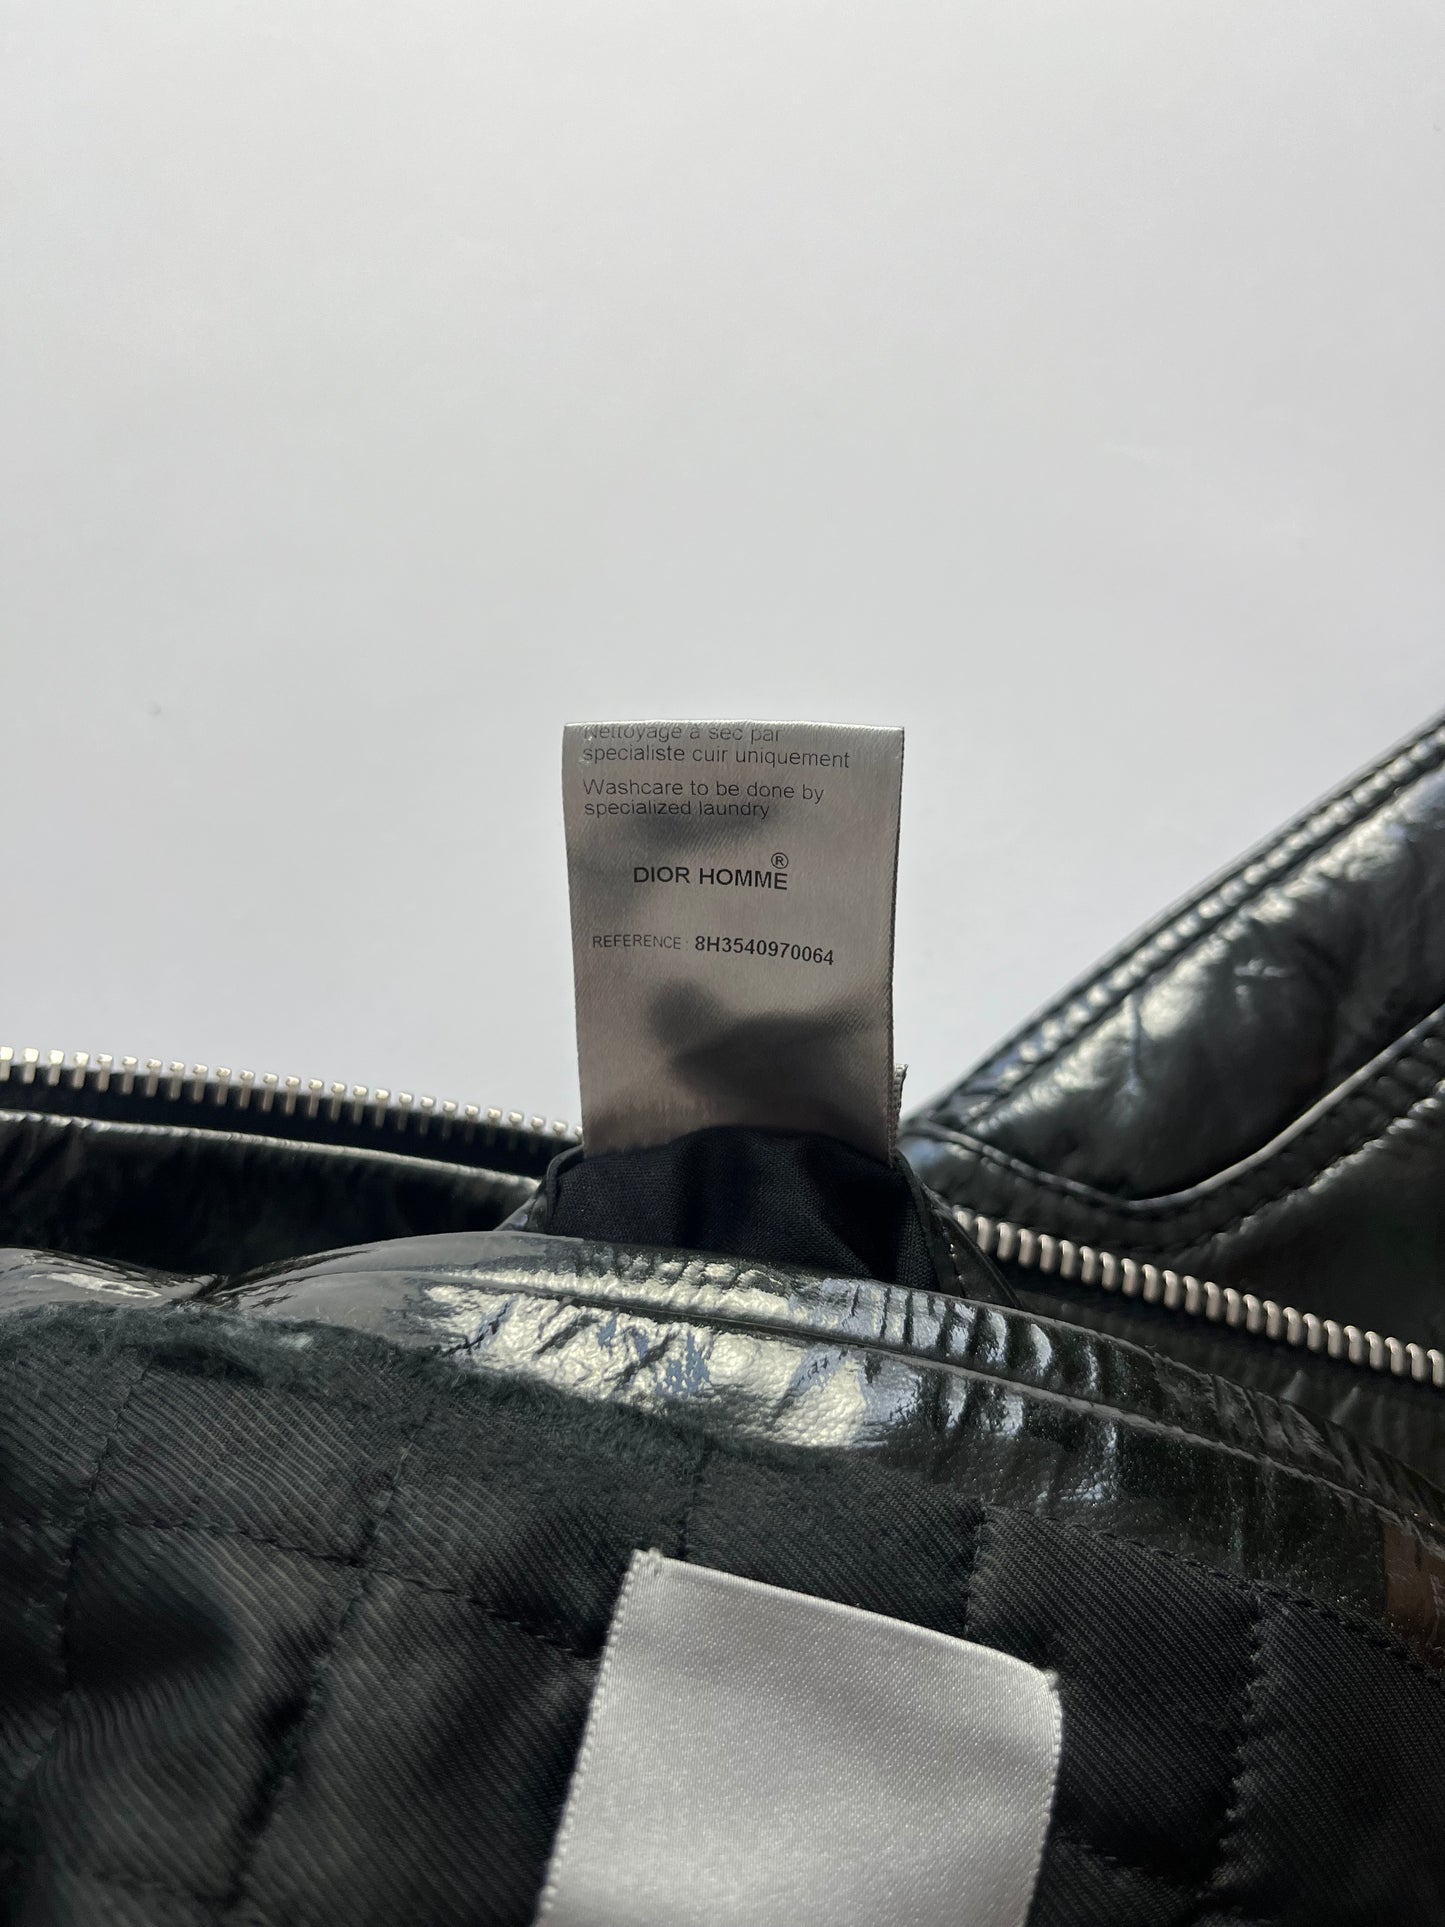 Nettoyage à sec par
specialiste cuir uniquement
Washcare to be done by
specialized laundry
DIOR HOMME®
REFERENCE : 8H3540970064